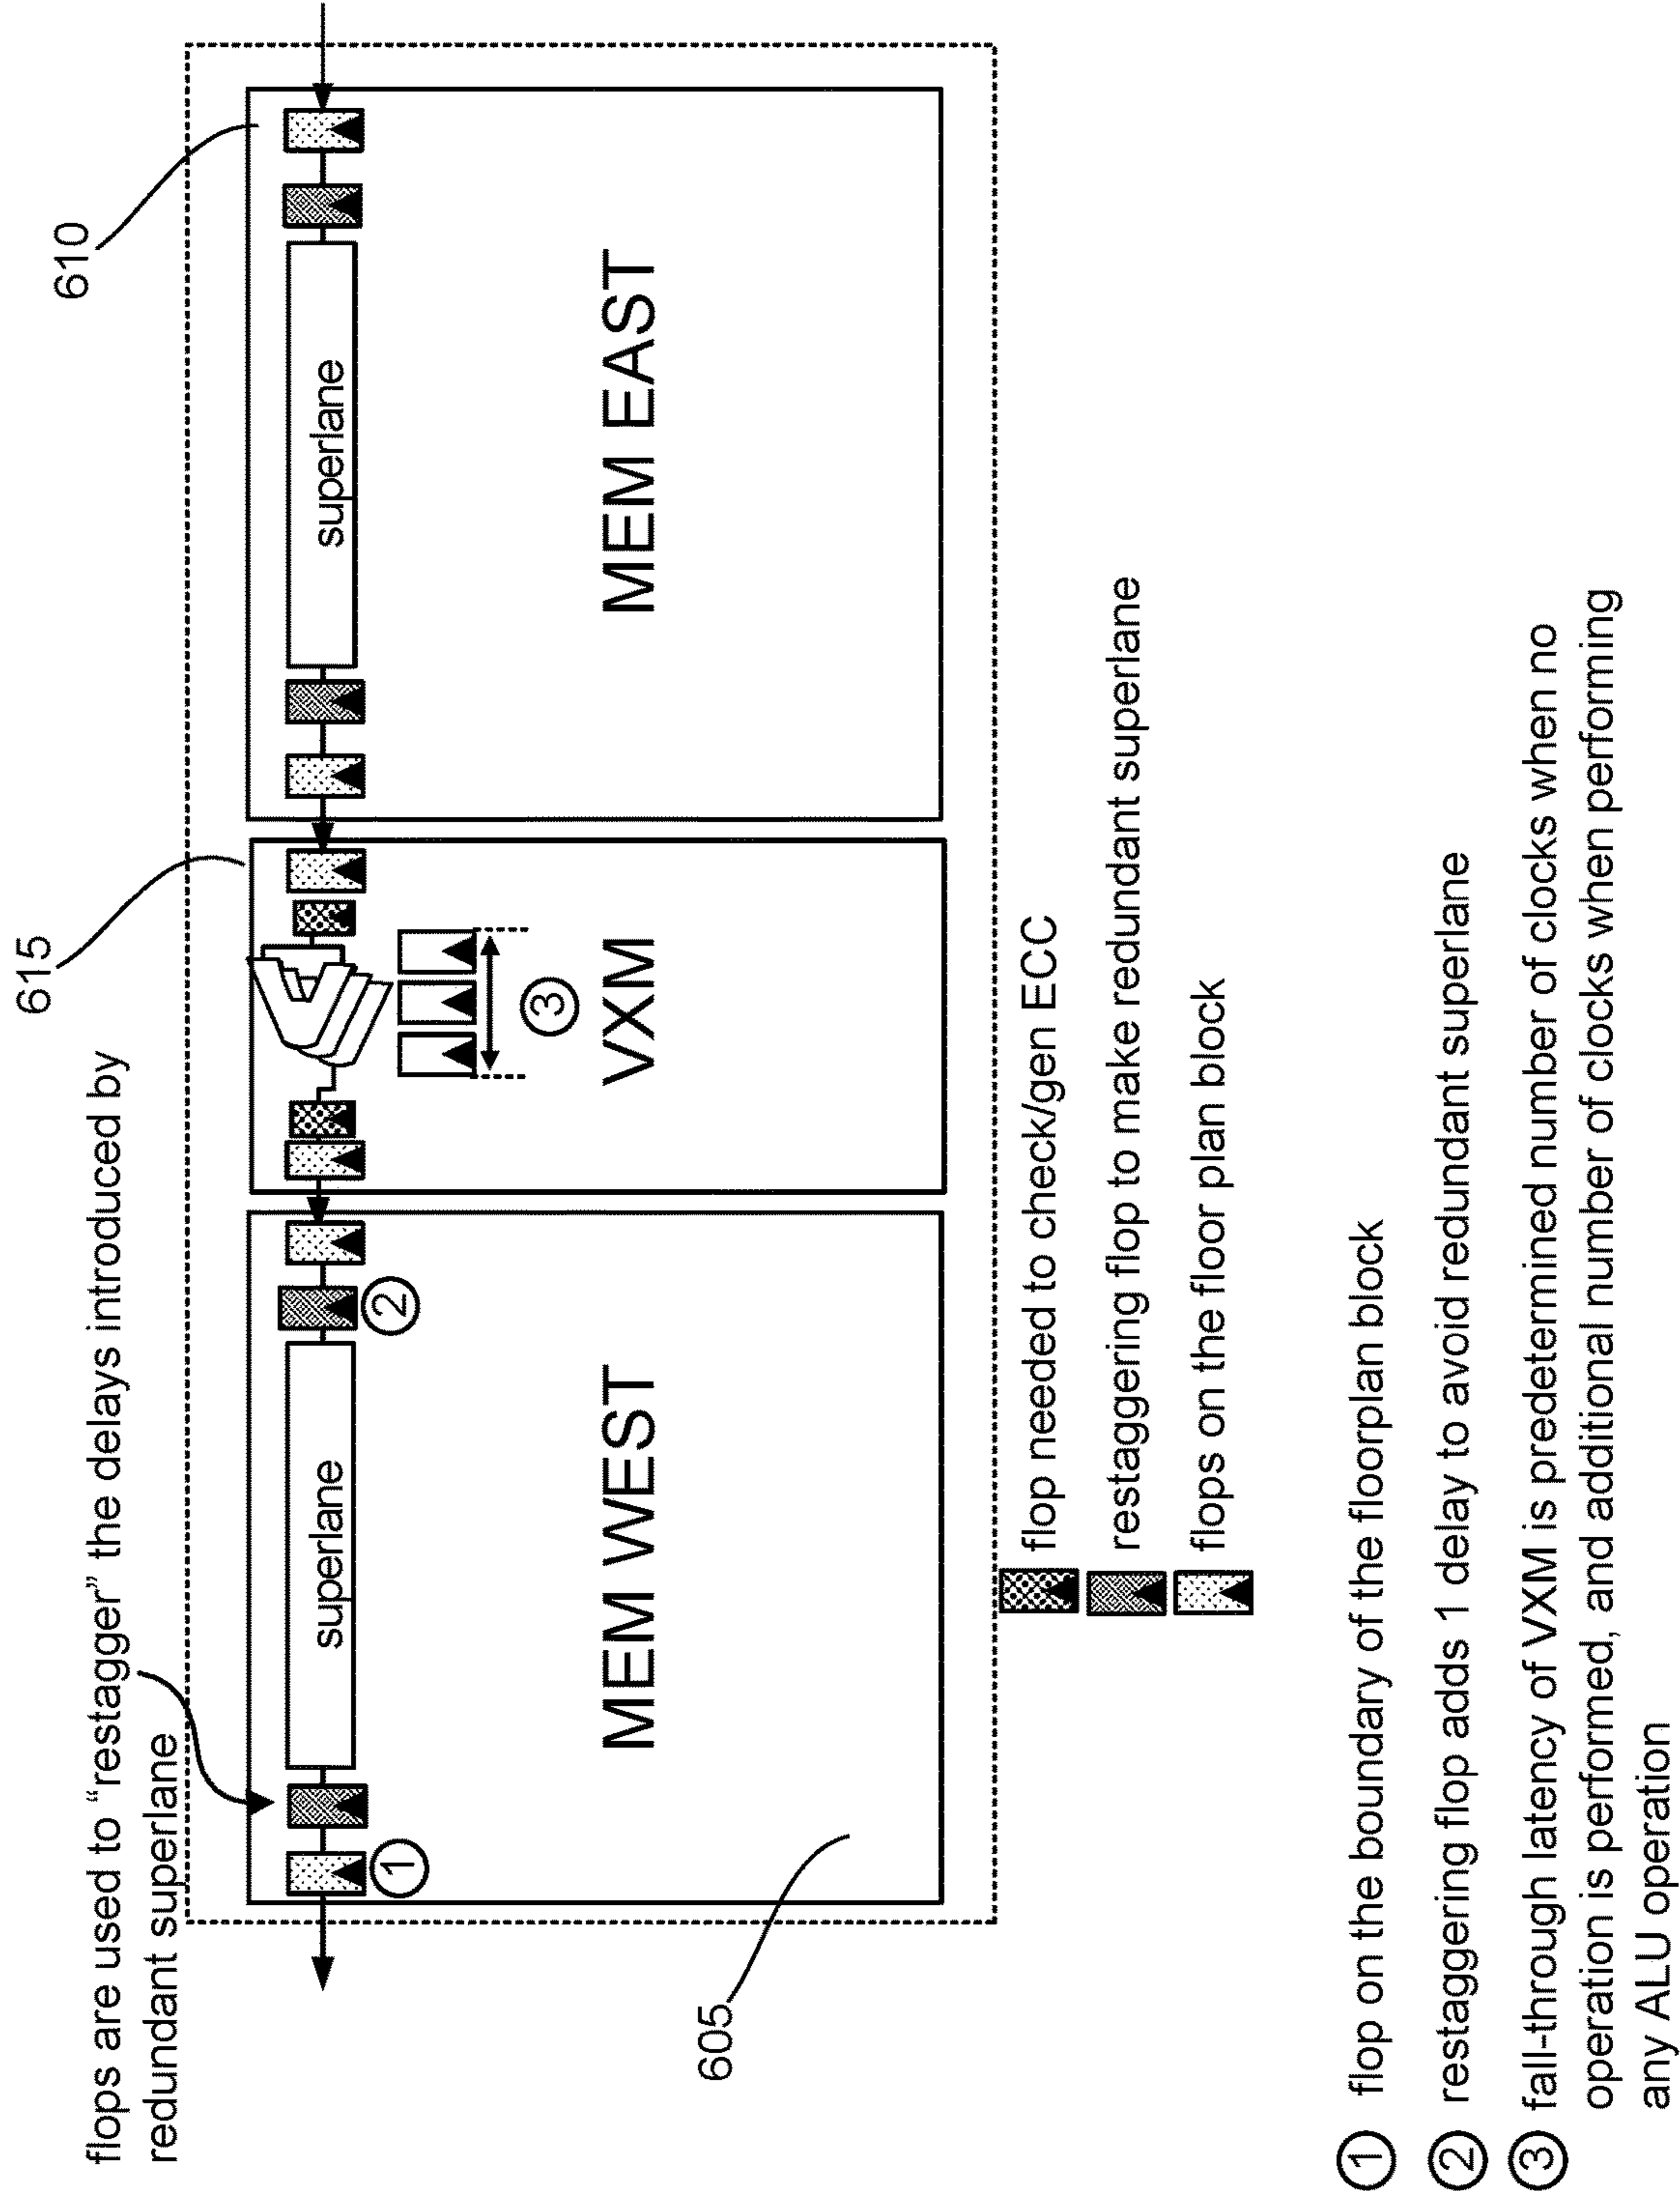 flops are used to “restagger” the delays introduced by
redundant superlane
615
610
superlane
superlane
2
1
3
MEM WEST
VXM
MEM EAST
605
flop needed to check/gen ECC
restaggering flop to make redundant superlane
flops on the floor plan block
1 flop on the boundary of the floorplan block
2 restaggering flop adds 1 delay to avoid redundant superlane
3 fall-through latency of VXM is predetermined number of clocks when no
operation is performed, and additional number of clocks when performing
any ALU operation